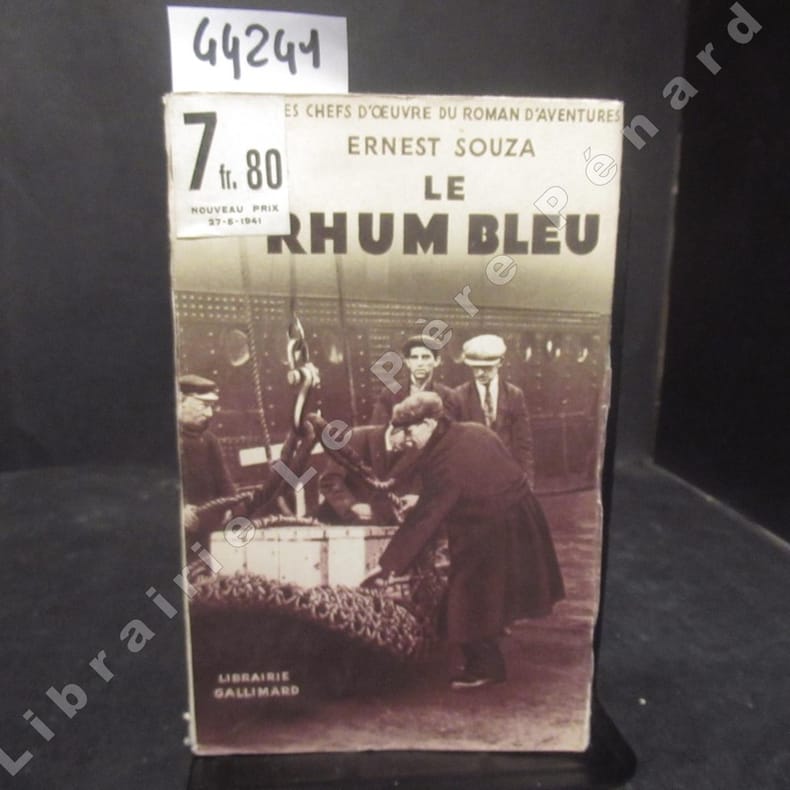 44241
ES CHEFS D'ŒUVRE DU ROMAN D'AVENTURES
7 fr. 80
NOUVEAU PRIX
27-5-1941
ERNEST SOUZA
LE
RHUM BLEU
LIBRAIRIE
GALLIMARD
Librairie Le Père Pénard